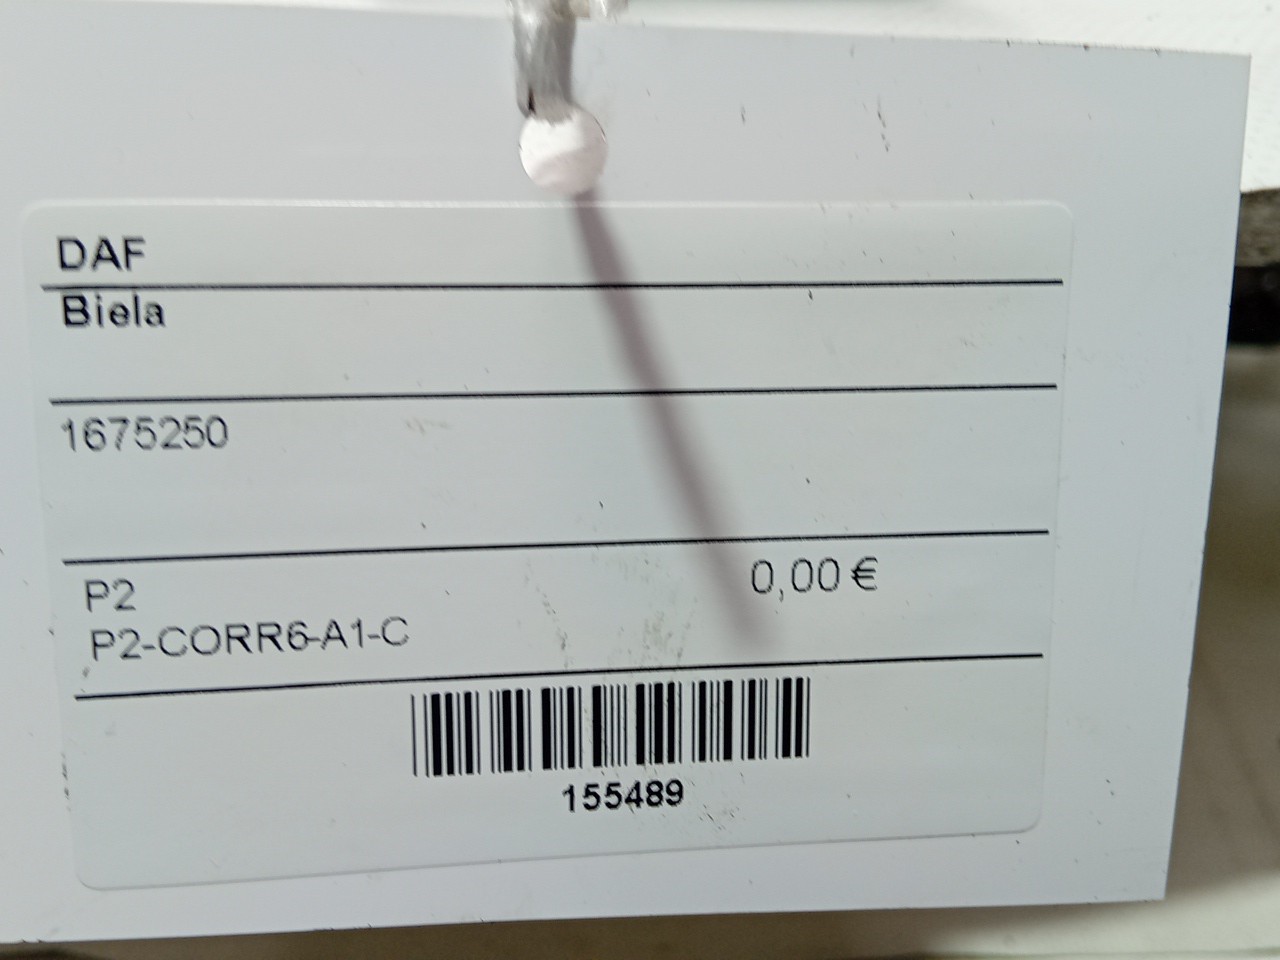 DAF
Biela
1675250
P2
0,00 €
P2-CORR6-A1-C
155489